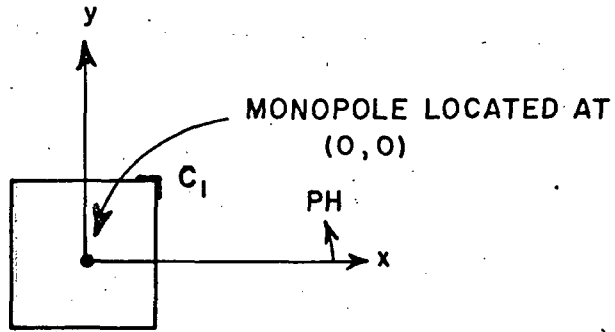 y
MONOPOLE LOCATED AT
(0,0)
C1
PH
x